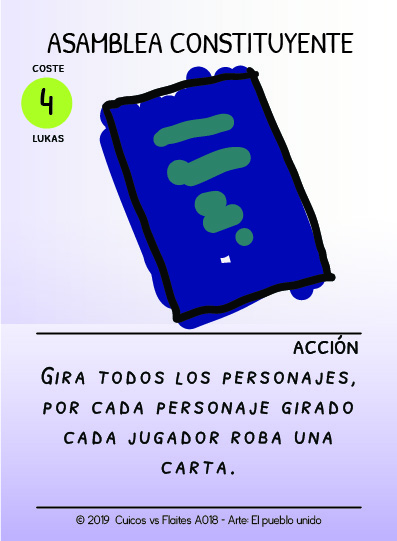 ASAMBLEA CONSTITUYENTE
COSTE
4
LUKAS
ACCIÓN
GIRA TODOS LOS PERSONAJES,
POR CADA PERSONAJE GIRADO
CADA JUGADOR ROBA UNA
CARTA.
© 2019 Cuicos vs Flaites A018 - Arte: El pueblo unido